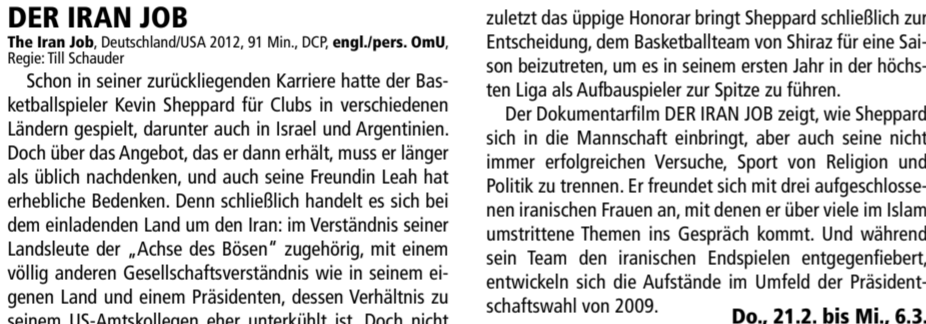 DER IRAN JOB
The Iran Job, Deutschland/USA 2012, 91 Min., DCP, engl./pers. OmU,
Regie: Till Schauder
Schon in seiner zurückliegenden Karriere hatte der Bas-
ketballspieler Kevin Sheppard für Clubs in verschiedenen
Ländern gespielt, darunter auch in Israel und Argentinien.
Doch über das Angebot, das er dann erhält, muss er länger
als üblich nachdenken, und auch seine Freundin Leah hat
erhebliche Bedenken. Denn schließlich handelt es sich bei
dem einladenden Land um den Iran: im Verständnis seiner
Landsleute der „Achse des Bösen“ zugehörig, mit einem
völlig anderen Gesellschaftsverständnis wie in seinem ei-
genen Land und einem Präsidenten, dessen Verhältnis zu
seinem US-Amtskollegen eher unterkühlt ist. Doch nicht
zuletzt das üppige Honorar bringt Sheppard schließlich zur
Entscheidung, dem Basketballteam von Shiraz für eine Sai-
son beizutreten, um es in seinem ersten Jahr in der höchs-
ten Liga als Aufbauspieler zur Spitze zu führen.
Der Dokumentarfilm DER IRAN JOB zeigt, wie Sheppard
sich in die Mannschaft einbringt, aber auch seine nicht
immer erfolgreichen Versuche, Sport von Religion und
Politik zu trennen. Er freundet sich mit drei aufgeschlosse-
nen iranischen Frauen an, mit denen er über viele im Islam
umstrittene Themen ins Gespräch kommt. Und während
sein Team den iranischen Endspielen entgegenfiebert,
entwickeln sich die Aufstände im Umfeld der Präsident-
schaftswahl von 2009.
Do., 21.2. bis Mi., 6.3.